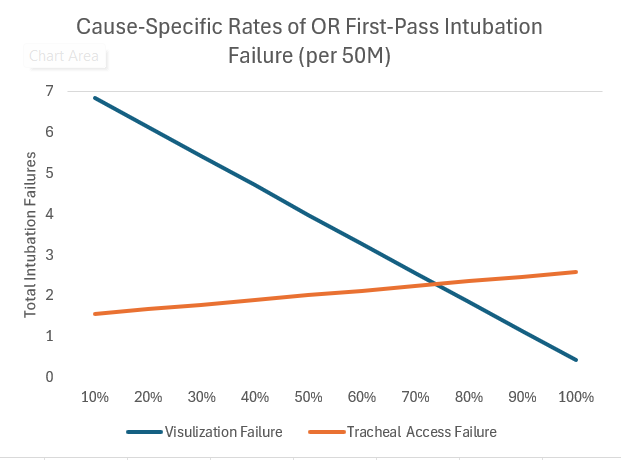 Cause-Specific Rates of OR First-Pass Intubation
Failure (per 50M)
Chart Area
Total Intubation Failures
7
6
5
4
3
2
1
0
10% 20% 30% 40% 50% 60% 70% 80% 90% 100%
Visulization Failure Tracheal Access Failure